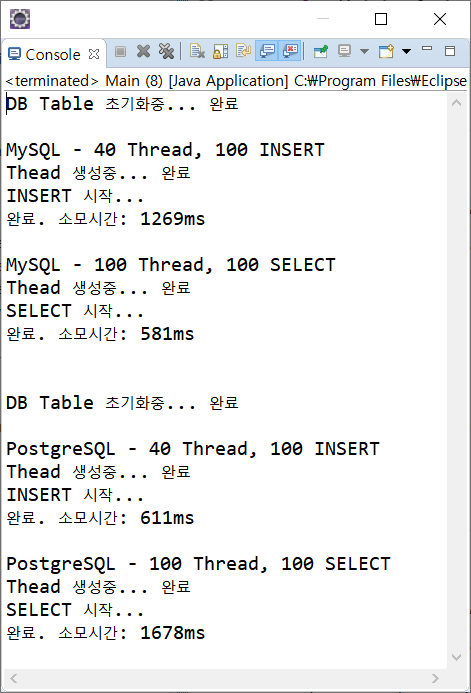 Console
<terminated> Main (8) [Java Application] C:₩Program Files₩Eclipse
DB Table 초기화중... 완료
MySQL - 40 Thread, 100 INSERT
Thead 생성중... 완료
INSERT 시작...
완료. 소모시간: 1269ms
MySQL - 100 Thread, 100 SELECT
Thead 생성중... 완료
SELECT 시작...
완료. 소모시간: 581ms
DB Table 초기화중... 완료
PostgreSQL - 40 Thread, 100 INSERT
Thead 생성중... 완료
INSERT 시작...
완료. 소모시간: 611ms
PostgreSQL - 100 Thread, 100 SELECT
Thead 생성중... 완료
SELECT 시작...
완료. 소모시간: 1678ms